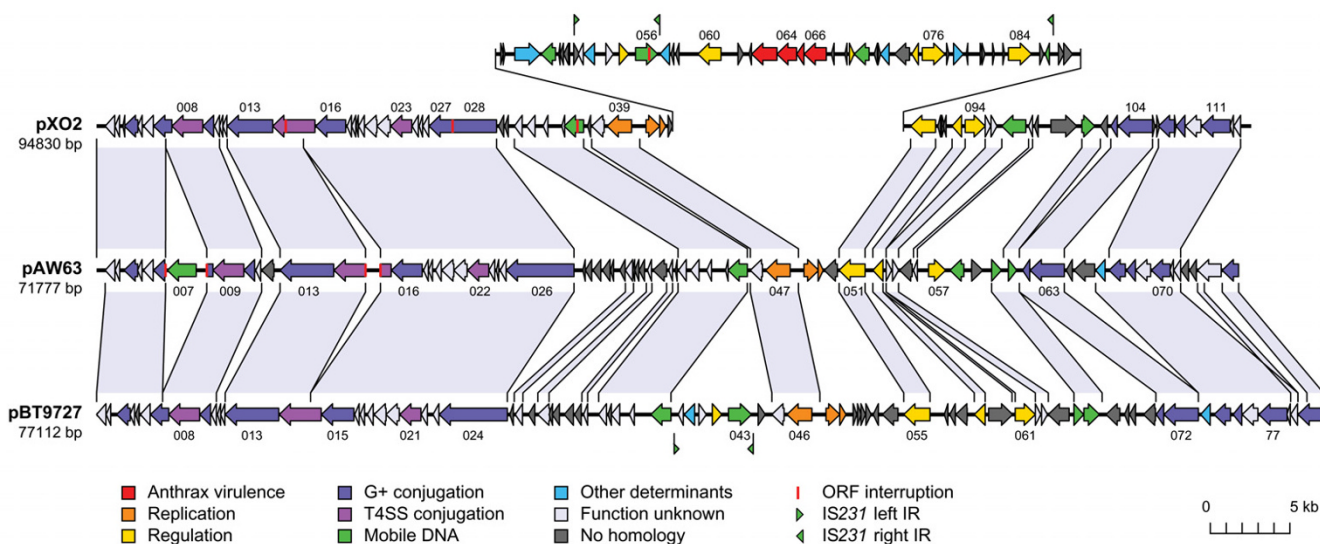 056 060 064 066 076 084
008 013 016 023 027 028 039 094 104 111
pXO2
94830 bp
pAW63
71777 bp
007 009 013 016 022 026 047 051 057 063 070
pBT9727
77112 bp
008 013 015 021 024 043 046 055 061 072 77
Anthrax virulence G+ conjugation Other determinants ORF interruption
Replication T4SS conjugation Function unknown IS231 left IR
Regulation Mobile DNA No homology IS231 right IR
0 5 kb